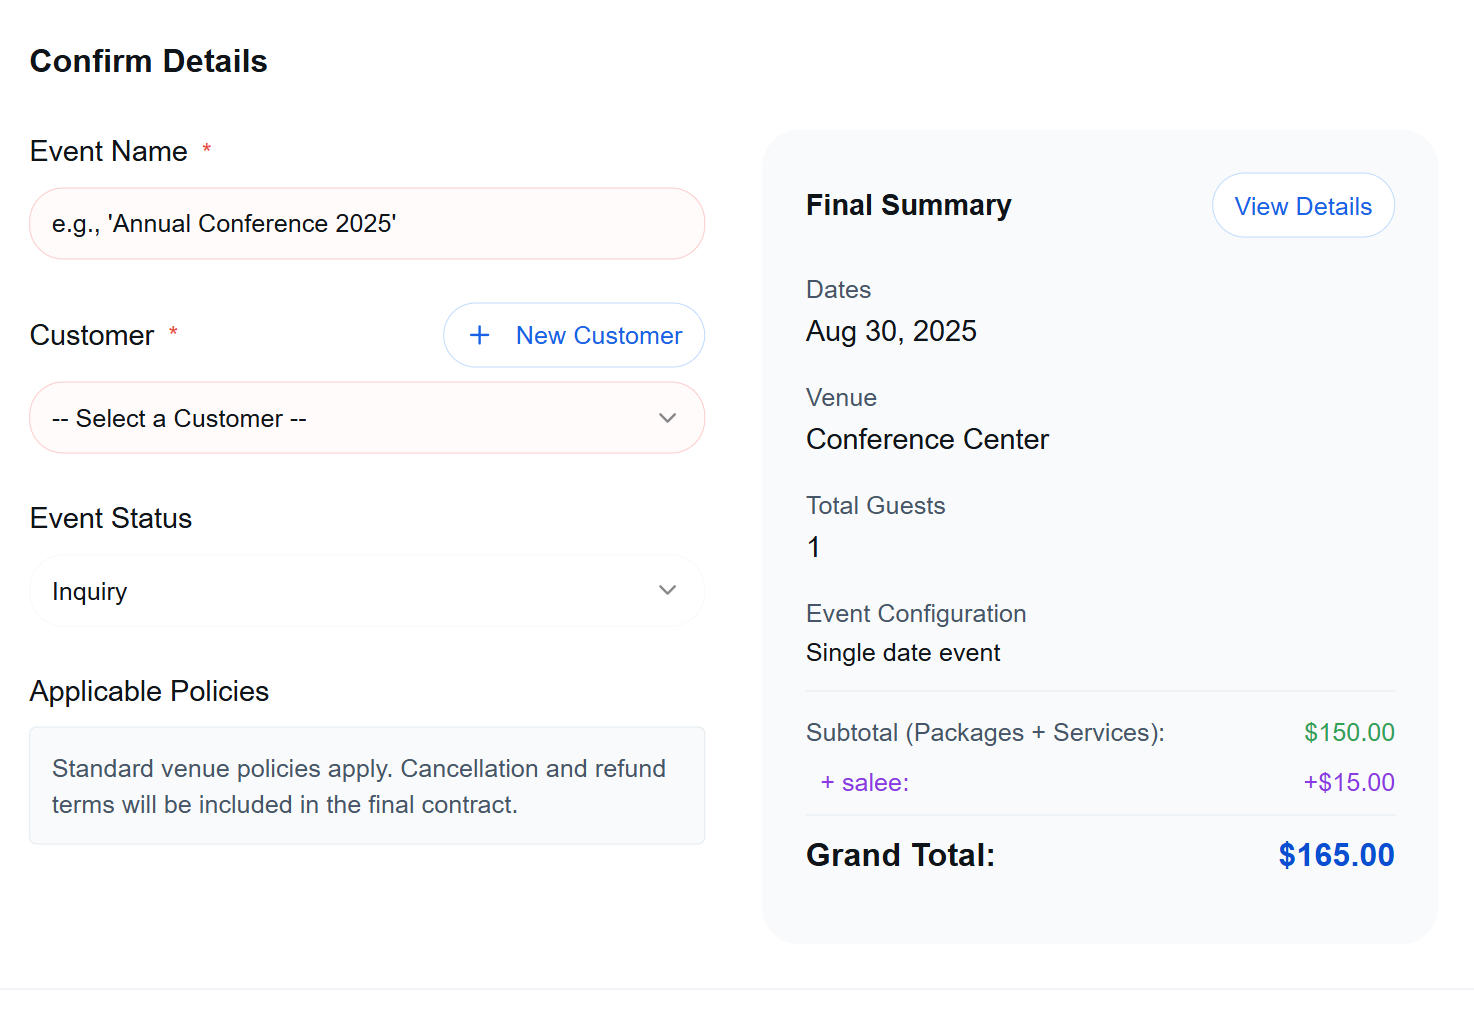 Confirm Details
Event Name *
e.g., 'Annual Conference 2025'
Customer *
+ New Customer
-- Select a Customer --
Event Status
Inquiry
Applicable Policies
Standard venue policies apply. Cancellation and refund
terms will be included in the final contract.
Final Summary
View Details
Dates
Aug 30, 2025
Venue
Conference Center
Total Guests
1
Event Configuration
Single date event
Subtotal (Packages + Services): $150.00
+ salee: +$15.00
Grand Total: $165.00